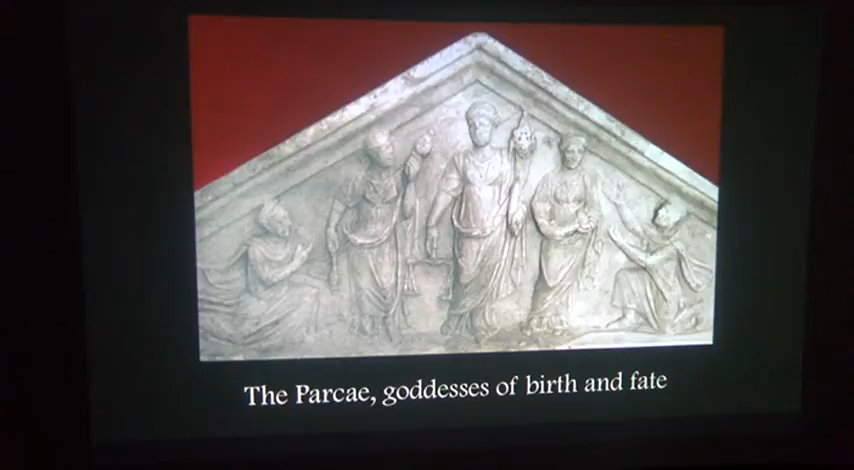 The Parcae, goddesses of birth and fate